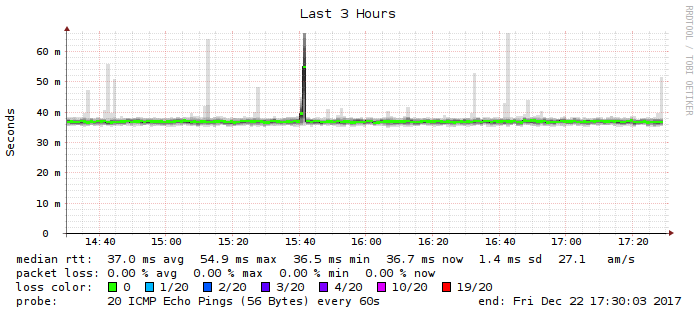 Last 3 Hours
RRDTOOL / TOBI OETIKER
Seconds
60 m
50 m
40 m
30 m
20 m
10 m
0
14:40 15:00 15:20 15:40 16:00 16:20 16:40 17:00 17:20
median rtt: 37.0 ms avg 54.9 ms max 36.5 ms min 36.7 ms now 1.4 ms sd 27.1 am/s
packet loss: 0.00 % avg 0.00 % max 0.00 % min 0.00 % now
loss color: 0 1/20 2/20 3/20 4/20 10/20 19/20
probe: 20 ICMP Echo Pings (56 Bytes) every 60s end: Fri Dec 22 17:30:03 2017